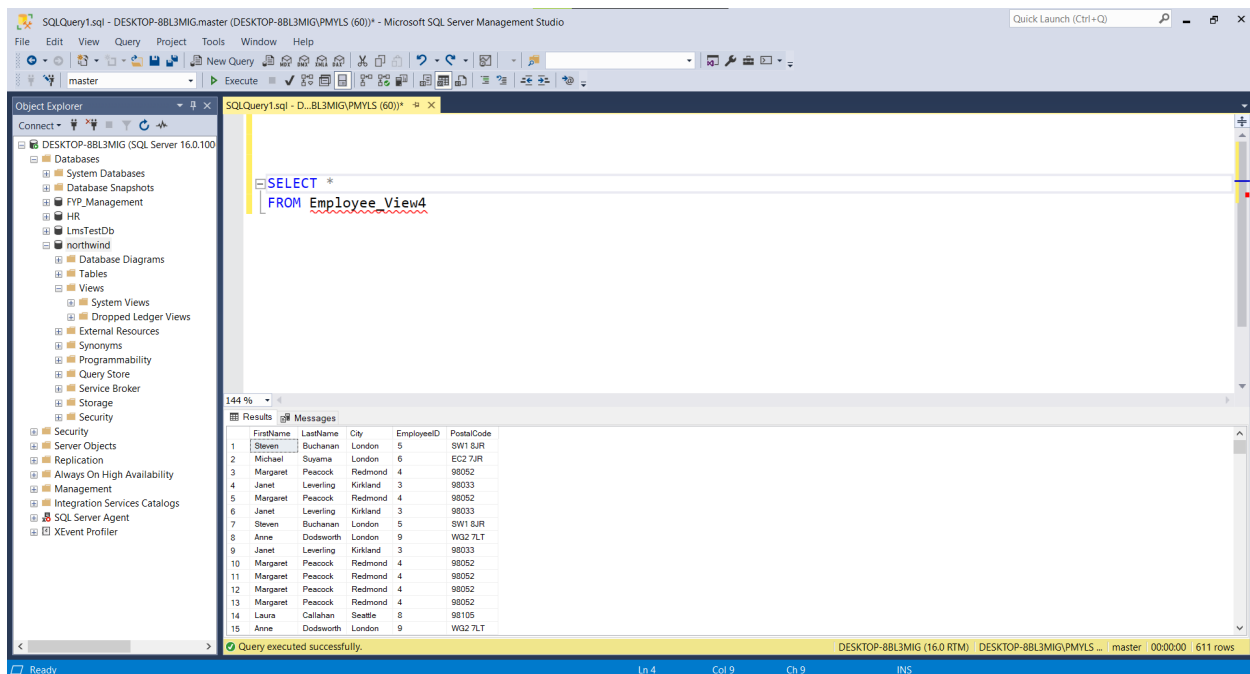 SQLQuery1.sql - DESKTOP-8BL3MIG.master (DESKTOP-8BL3MIG\PMYLS (60))* - Microsoft SQL Server Management Studio
Quick Launch (Ctrl+Q)
File Edit View Query Project Tools Window Help
New Query
master
Execute
Object Explorer
SQLQuery1.sql - D...BL3MIG\PMYLS (60))*
Connect
DESKTOP-8BL3MIG (SQL Server 16.0.100
Databases
System Databases
Database Snapshots
FYP_Management
HR
LmsTestDb
northwind
Database Diagrams
Tables
Views
System Views
Dropped Ledger Views
External Resources
Synonyms
Programmability
Query Store
Service Broker
Storage
Security
Security
Server Objects
Replication
Always On High Availability
Management
Integration Services Catalogs
SQL Server Agent
XEvent Profiler
SELECT *
FROM Employee_View4
144 %
Results Messages
FirstName LastName City EmployeeID PostalCode
1 Steven Buchanan London 5 SW1 8JR
2 Michael Suyama London 6 EC2 7JR
3 Margaret Peacock Redmond 4 98052
4 Janet Leverling Kirkland 3 98033
5 Margaret Peacock Redmond 4 98052
6 Janet Leverling Kirkland 3 98033
7 Steven Buchanan London 5 SW1 8JR
8 Anne Dodsworth London 9 WG2 7LT
9 Janet Leverling Kirkland 3 98033
10 Margaret Peacock Redmond 4 98052
11 Margaret Peacock Redmond 4 98052
12 Margaret Peacock Redmond 4 98052
13 Margaret Peacock Redmond 4 98052
14 Laura Callahan Seattle 8 98105
15 Anne Dodsworth London 9 WG2 7LT
Query executed successfully. DESKTOP-8BL3MIG (16.0 RTM) DESKTOP-8BL3MIG\PMYLS ... master 00:00:00 611 rows
Ready Ln 4 Col 9 Ch 9 INS